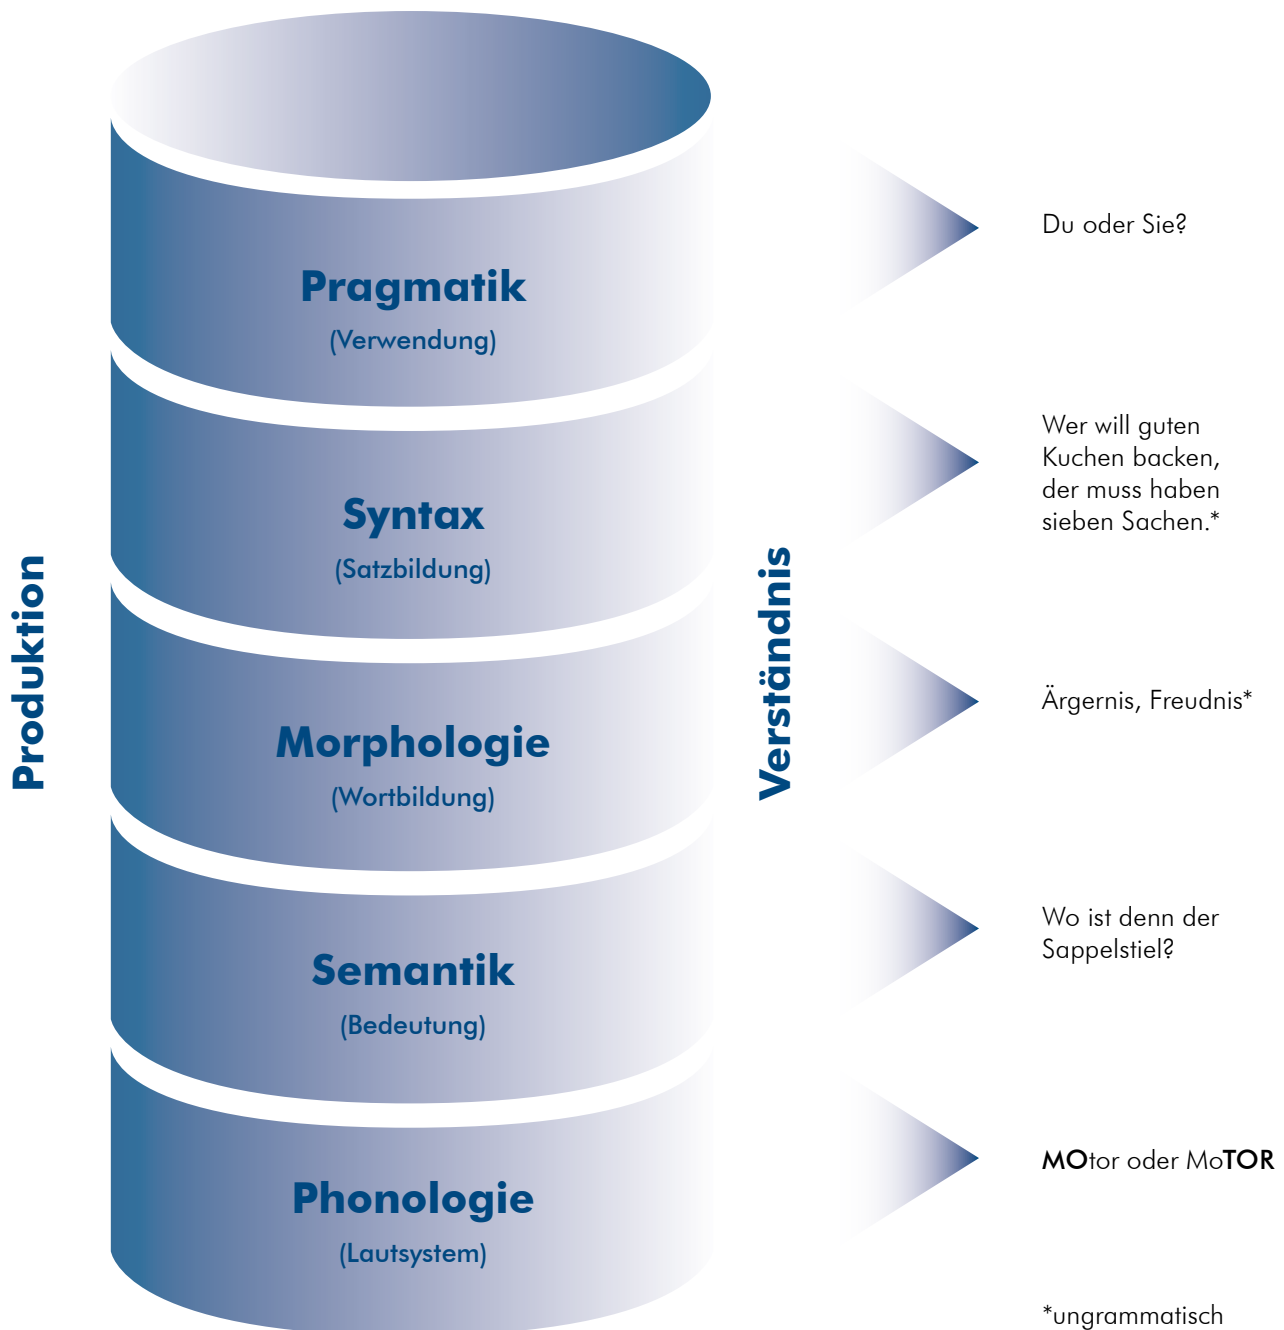 Produktion
Pragmatik
(Verwendung)
Syntax
(Satzbildung)
Morphologie
(Wortbildung)
Semantik
(Bedeutung)
Phonologie
(Lautsystem)
Verständnis
Du oder Sie?
Wer will guten
Kuchen backen,
der muss haben
sieben Sachen.*
Ärgernis, Freudnis*
Wo ist denn der
Sappelstiel?
MOtor oder MoTOR
*ungrammatisch